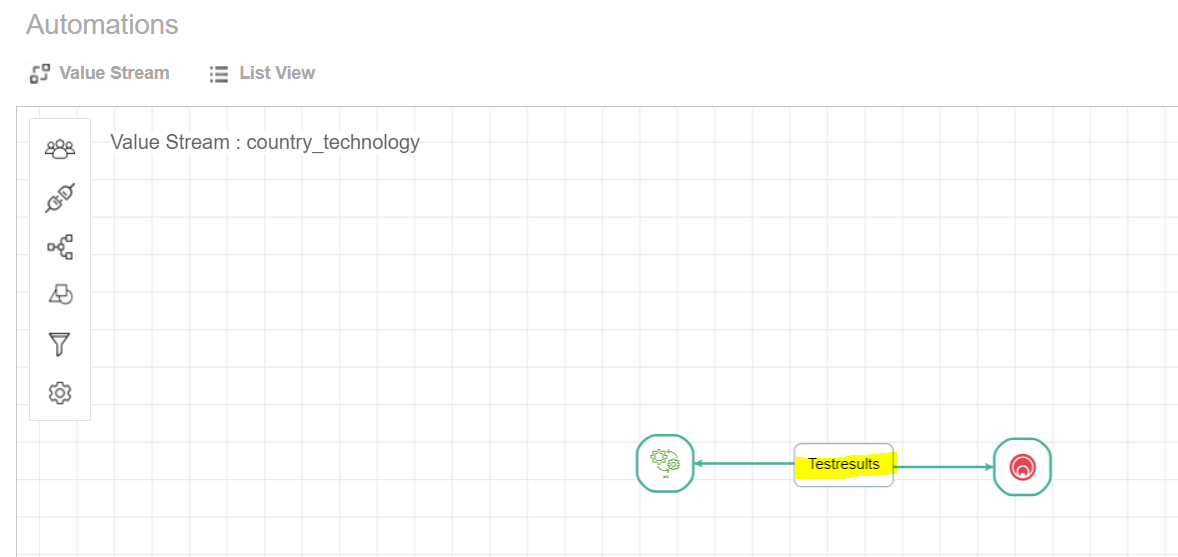 Automations
Value Stream
List View
Value Stream : country_technology
Testresults